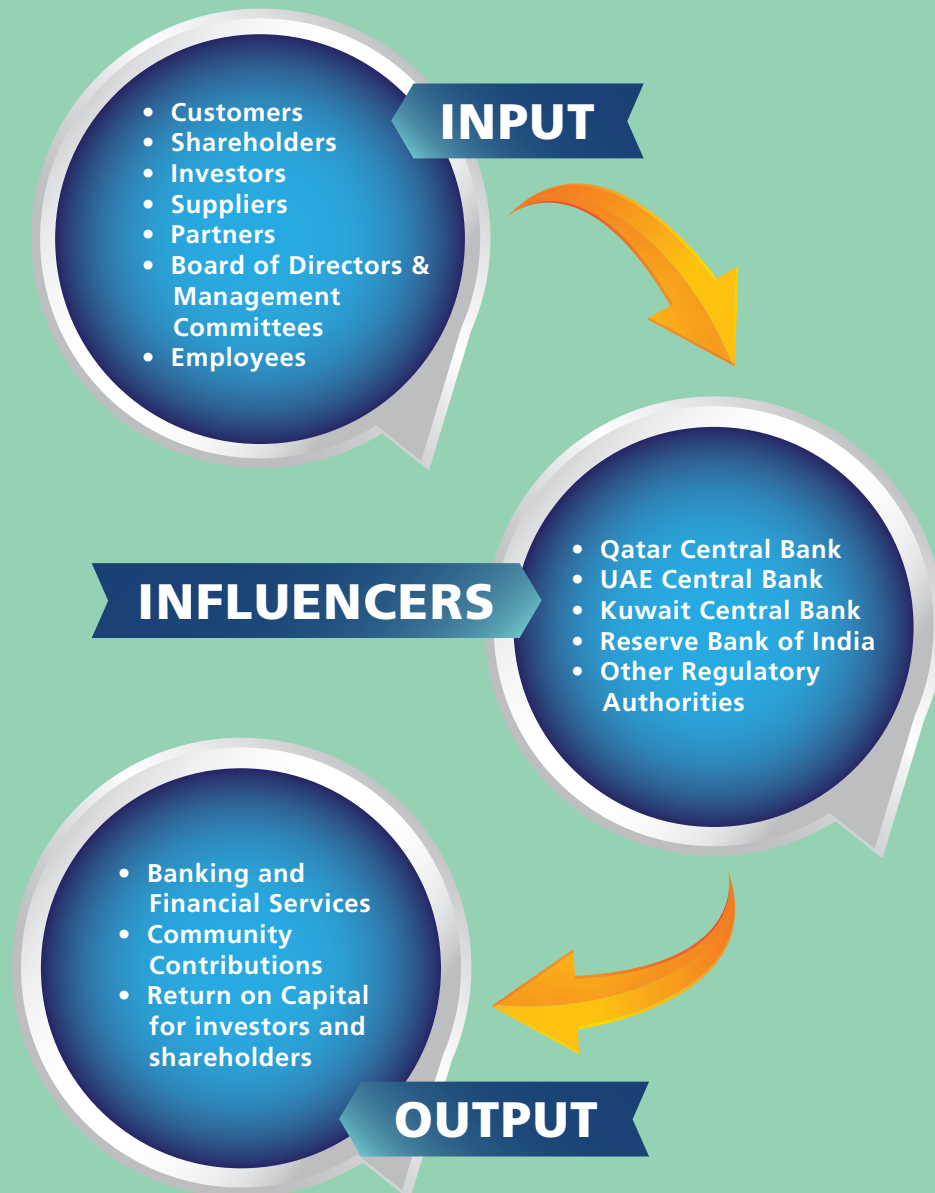 INPUT
• Customers
• Shareholders
• Investors
• Suppliers
• Partners
• Board of Directors &
Management
Committees
• Employees
INFLUENCERS
• Qatar Central Bank
• UAE Central Bank
• Kuwait Central Bank
• Reserve Bank of India
• Other Regulatory
Authorities
• Banking and
Financial Services
• Community
Contributions
• Return on Capital
for investors and
shareholders
OUTPUT